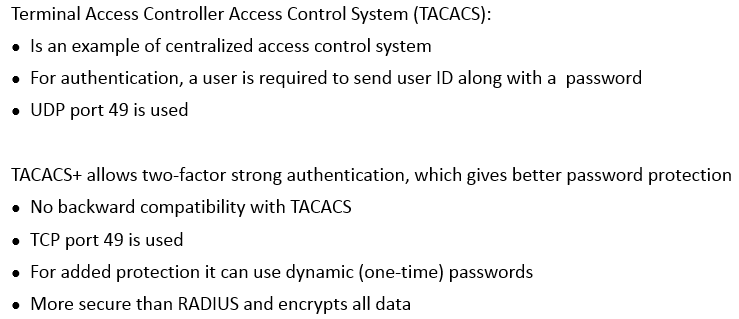 Terminal Access Controller Access Control System (TACACS):
● Is an example of centralized access control system
● For authentication, a user is required to send user ID along with a  password
● UDP port 49 is used
TACACS+ allows two-factor strong authentication, which gives better password protection
● No backward compatibility with TACACS
● TCP port 49 is used
● For added protection it can use dynamic (one-time) passwords
● More secure than RADIUS and encrypts all data